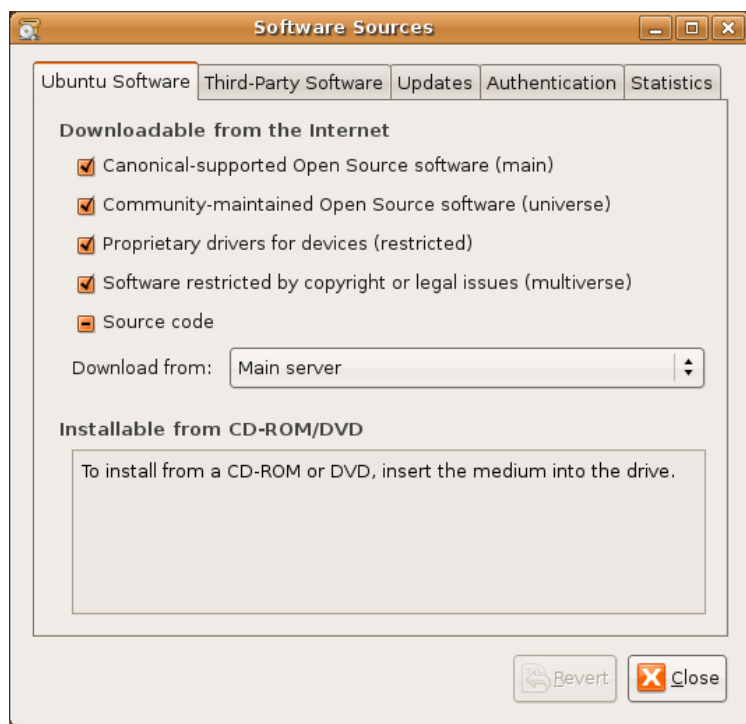 Software Sources
Ubuntu Software Third-Party Software Updates Authentication Statistics
Downloadable from the Internet
Canonical-supported Open Source software (main)
Community-maintained Open Source software (universe)
Proprietary drivers for devices (restricted)
Software restricted by copyright or legal issues (multiverse)
Source code
Download from: Main server
Installable from CD-ROM/DVD
To install from a CD-ROM or DVD, insert the medium into the drive.
Revert Close